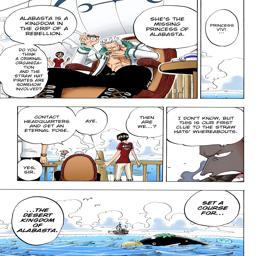 PRINCESS
VIVI...
SHE'S THE
MISSING
PRINCESS OF
ALABASTA.
ALABASTA IS A
KINGDOM IN
THE GRIP OF A
REBELLION.
DO YOU
THINK A
CRIMINAL
ORGANIZA-
TION AND
THE STRAW HAT
PIRATES ARE
SOMEHOW
INVOLVED?
I DON'T KNOW, BUT
THIS IS OUR FIRST
CLUE TO THE STRAW
HATS' WHEREABOUTS.
THEN
ARE
WE...?
AYE.
CONTACT
HEADQUARTERS
AND GET AN
ETERNAL POSE.
YES,
SIR.
SET A
COURSE
FOR...
...THE
DESERT
KINGDOM
OF
ALABASTA.